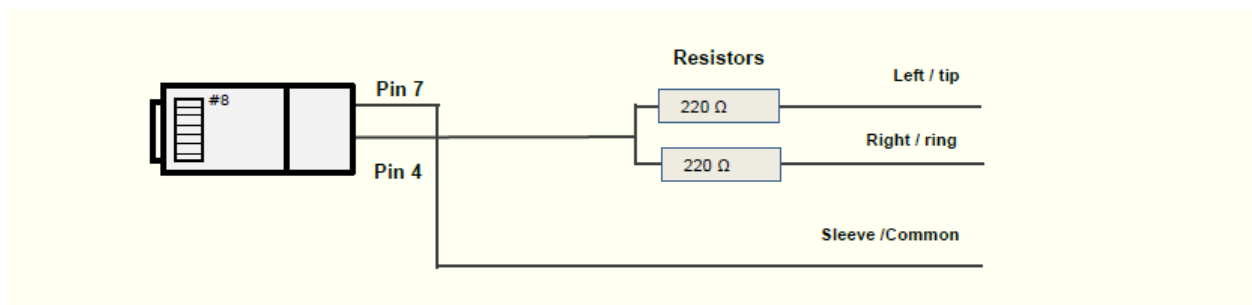 Resistors
#8
Pin 7
220 Ω
Left / tip
Right / ring
220 Ω
Pin 4
Sleeve /Common